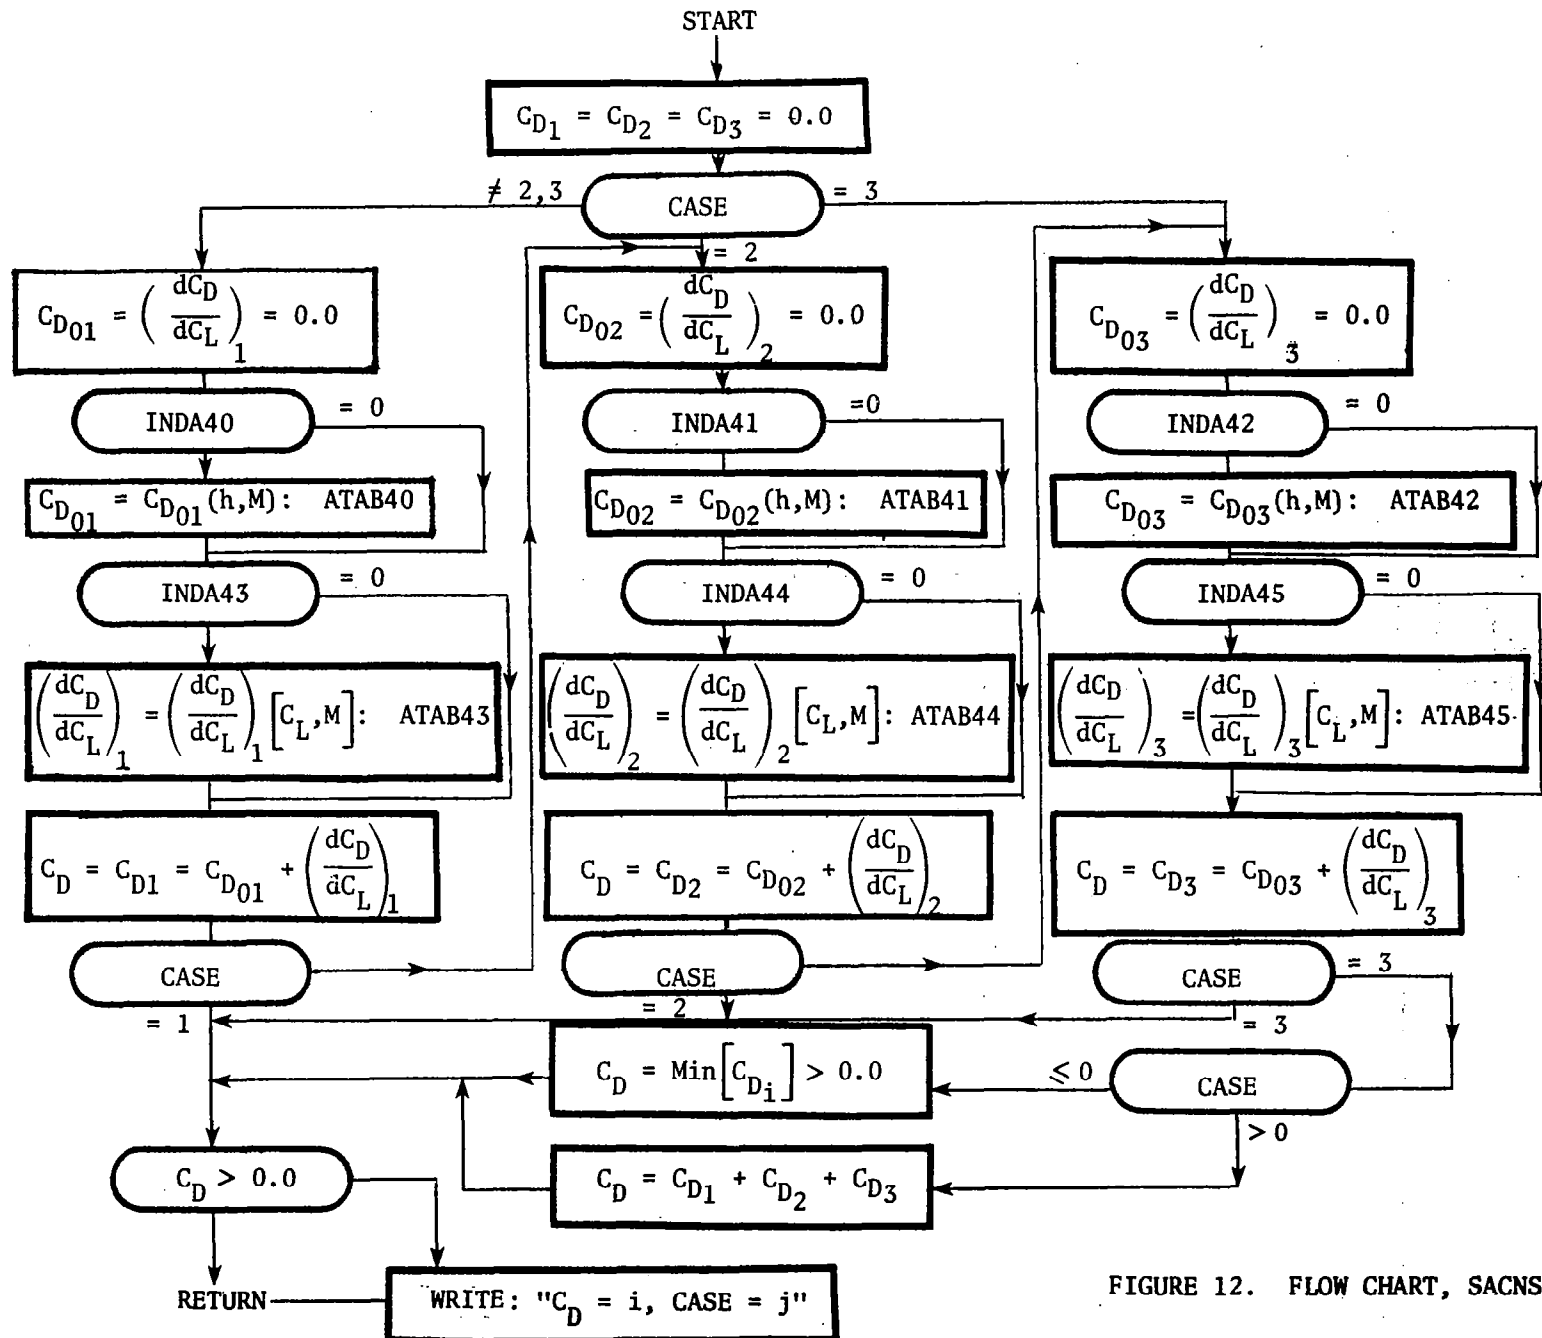 START
C_D1 = C_D2 = C_D3 = 0.0
≠ 2,3
CASE
= 3
= 2
C_D01 = (dC_D/dC_L)_1 = 0.0
C_D02 = (dC_D/dC_L)_2 = 0.0
C_D03 = (dC_D/dC_L)_3 = 0.0
INDA40
= 0
INDA41
=0
INDA42
= 0
C_D01 = C_D01(h,M): ATAB40
C_D02 = C_D02(h,M): ATAB41
C_D03 = C_D03(h,M): ATAB42
INDA43
= 0
INDA44
= 0
INDA45
= 0
(dC_D/dC_L)_1 = (dC_D/dC_L)_1 [C_L,M]: ATAB43
(dC_D/dC_L)_2 = (dC_D/dC_L)_2 [C_L,M]: ATAB44
(dC_D/dC_L)_3 = (dC_D/dC_L)_3 [C_L,M]: ATAB45
C_D = C_D1 = C_D01 + (dC_D/dC_L)_1
C_D = C_D2 = C_D02 + (dC_D/dC_L)_2
C_D = C_D3 = C_D03 + (dC_D/dC_L)_3
CASE
CASE
CASE
= 3
= 1
= 2
= 3
C_D = Min[C_Di] > 0.0
≤ 0
CASE
> 0
C_D > 0.0
C_D = C_D1 + C_D2 + C_D3
RETURN
WRITE: "C_D = i, CASE = j"
FIGURE 12. FLOW CHART, SACNS